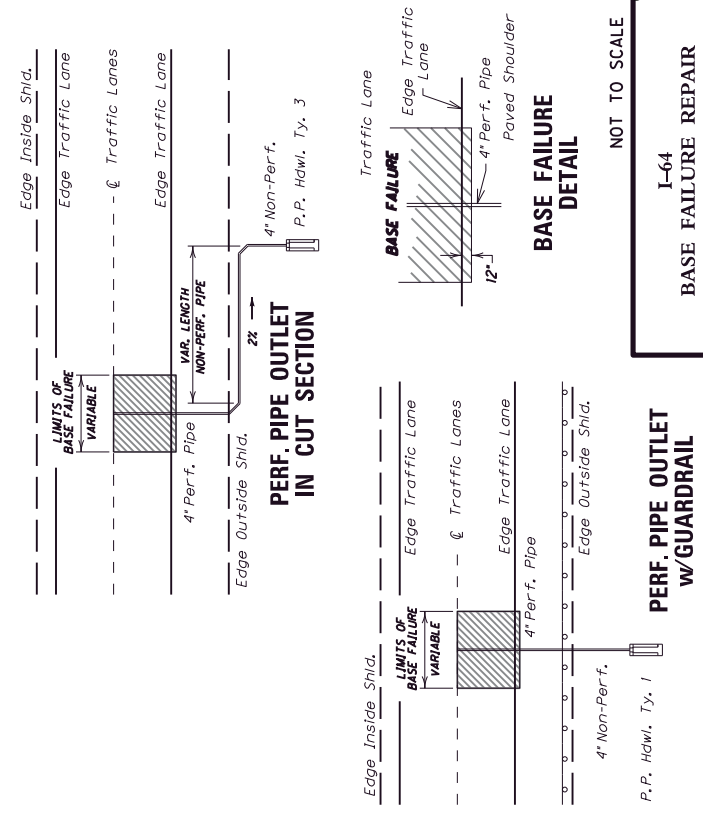 Edge Inside Shld.
Edge Traffic Lane
℄ Traffic Lanes
Edge Traffic Lane
LIMITS OF
BASE FAILURE
VARIABLE
VAR. LENGTH
NON-PERF. PIPE
4" Perf. Pipe
2%
4" Non-Perf.
P.P. Hdwl. Ty. 3
Edge Outside Shld.
PERF. PIPE OUTLET
IN CUT SECTION
Edge Inside Shld.
LIMITS OF
BASE FAILURE
VARIABLE
Edge Traffic Lane
℄ Traffic Lanes
Edge Traffic Lane
4" Perf. Pipe
Edge Outside Shld.
4" Non-Perf.
P.P. Hdwl. Ty. 1
PERF. PIPE OUTLET
w/GUARDRAIL
Traffic Lane
BASE FAILURE
Edge Traffic
Lane
12"
4" Perf. Pipe
Paved Shoulder
BASE FAILURE
DETAIL
NOT TO SCALE
I-64
BASE FAILURE REPAIR